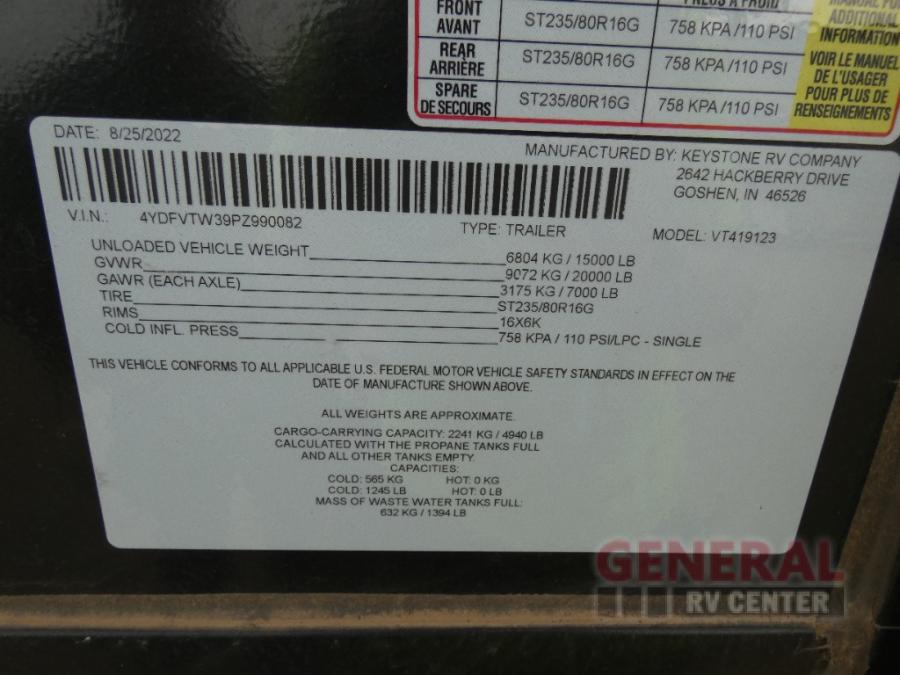 FRONT
AVANT
ST235/80R16G
758 KPA /110 PSI
REAR
ARRIÈRE
ST235/80R16G
758 KPA /110 PSI
SPARE
DE SECOURS
ST235/80R16G
758 KPA /110 PSI
PNEUS À FROID
MANUAL FOR
ADDITIONAL
INFORMATION
VOIR LE MANUEL
DE L'USAGER
POUR PLUS DE
RENSEIGNEMENTS
DATE: 8/25/2022
MANUFACTURED BY: KEYSTONE RV COMPANY
2642 HACKBERRY DRIVE
GOSHEN, IN 46526
V.I.N.: 4YDFVTW39PZ990082
TYPE: TRAILER
MODEL: VT419123
UNLOADED VEHICLE WEIGHT 6804 KG / 15000 LB
GVWR 9072 KG / 20000 LB
GAWR (EACH AXLE) 3175 KG / 7000 LB
TIRE ST235/80R16G
RIMS 16X6K
COLD INFL. PRESS 758 KPA / 110 PSI/LPC - SINGLE
THIS VEHICLE CONFORMS TO ALL APPLICABLE U.S. FEDERAL MOTOR VEHICLE SAFETY STANDARDS IN EFFECT ON THE
DATE OF MANUFACTURE SHOWN ABOVE.
ALL WEIGHTS ARE APPROXIMATE.
CARGO-CARRYING CAPACITY: 2241 KG / 4940 LB
CALCULATED WITH THE PROPANE TANKS FULL
AND ALL OTHER TANKS EMPTY.
CAPACITIES:
COLD: 565 KG HOT: 0 KG
COLD: 1245 LB HOT: 0 LB
MASS OF WASTE WATER TANKS FULL:
632 KG / 1394 LB
GENERAL
RV CENTER